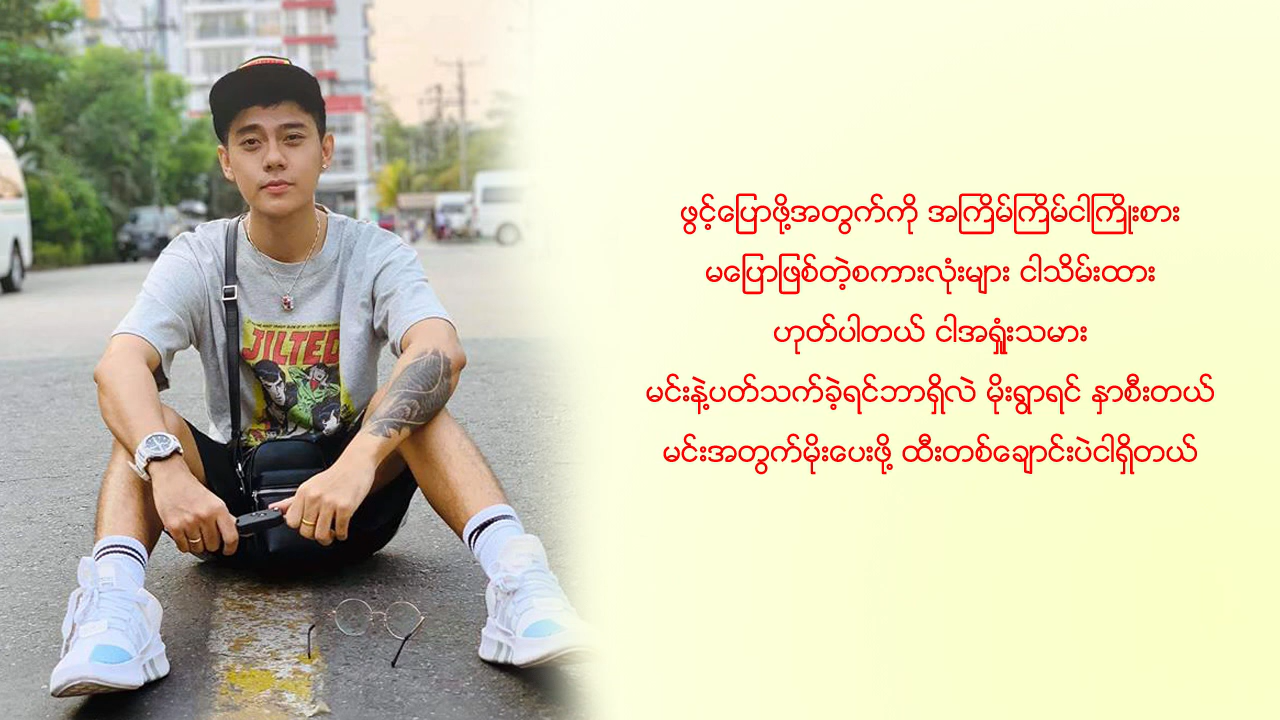 JILTED
ဖွင့်ပြောဖို့အတွက်ကို အကြိမ်ကြိမ်ငါကြိုးစား
မပြောဖြစ်တဲ့စကားလုံးများ ငါသိမ်းထား
ဟုတ်ပါတယ် ငါအရှုံးသမား
မင်းနဲ့ပတ်သက်ခဲ့ရင်ဘာရှိလဲ မိုးရွာရင် နှာစီးတယ်
မင်းအတွက်မိုးပေးဖို့ ထီးတစ်ချောင်းပဲငါရှိတယ်